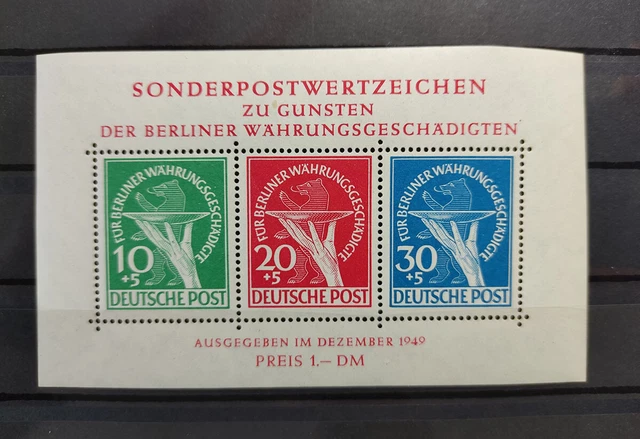 SONDERPOSTWERTZEICHEN
ZU GUNSTEN
DER BERLINER WÄHRUNGSGESCHÄDIGTEN
FÜR BERLINER WÄHRUNGSGESCHÄDIGTE
10
+5
DEUTSCHE POST
FÜR BERLINER WÄHRUNGSGESCHÄDIGTE
20
+5
DEUTSCHE POST
FÜR BERLINER WÄHRUNGSGESCHÄDIGTE
30
+5
DEUTSCHE POST
AUSGEGEBEN IM DEZEMBER 1949
PREIS 1.— DM